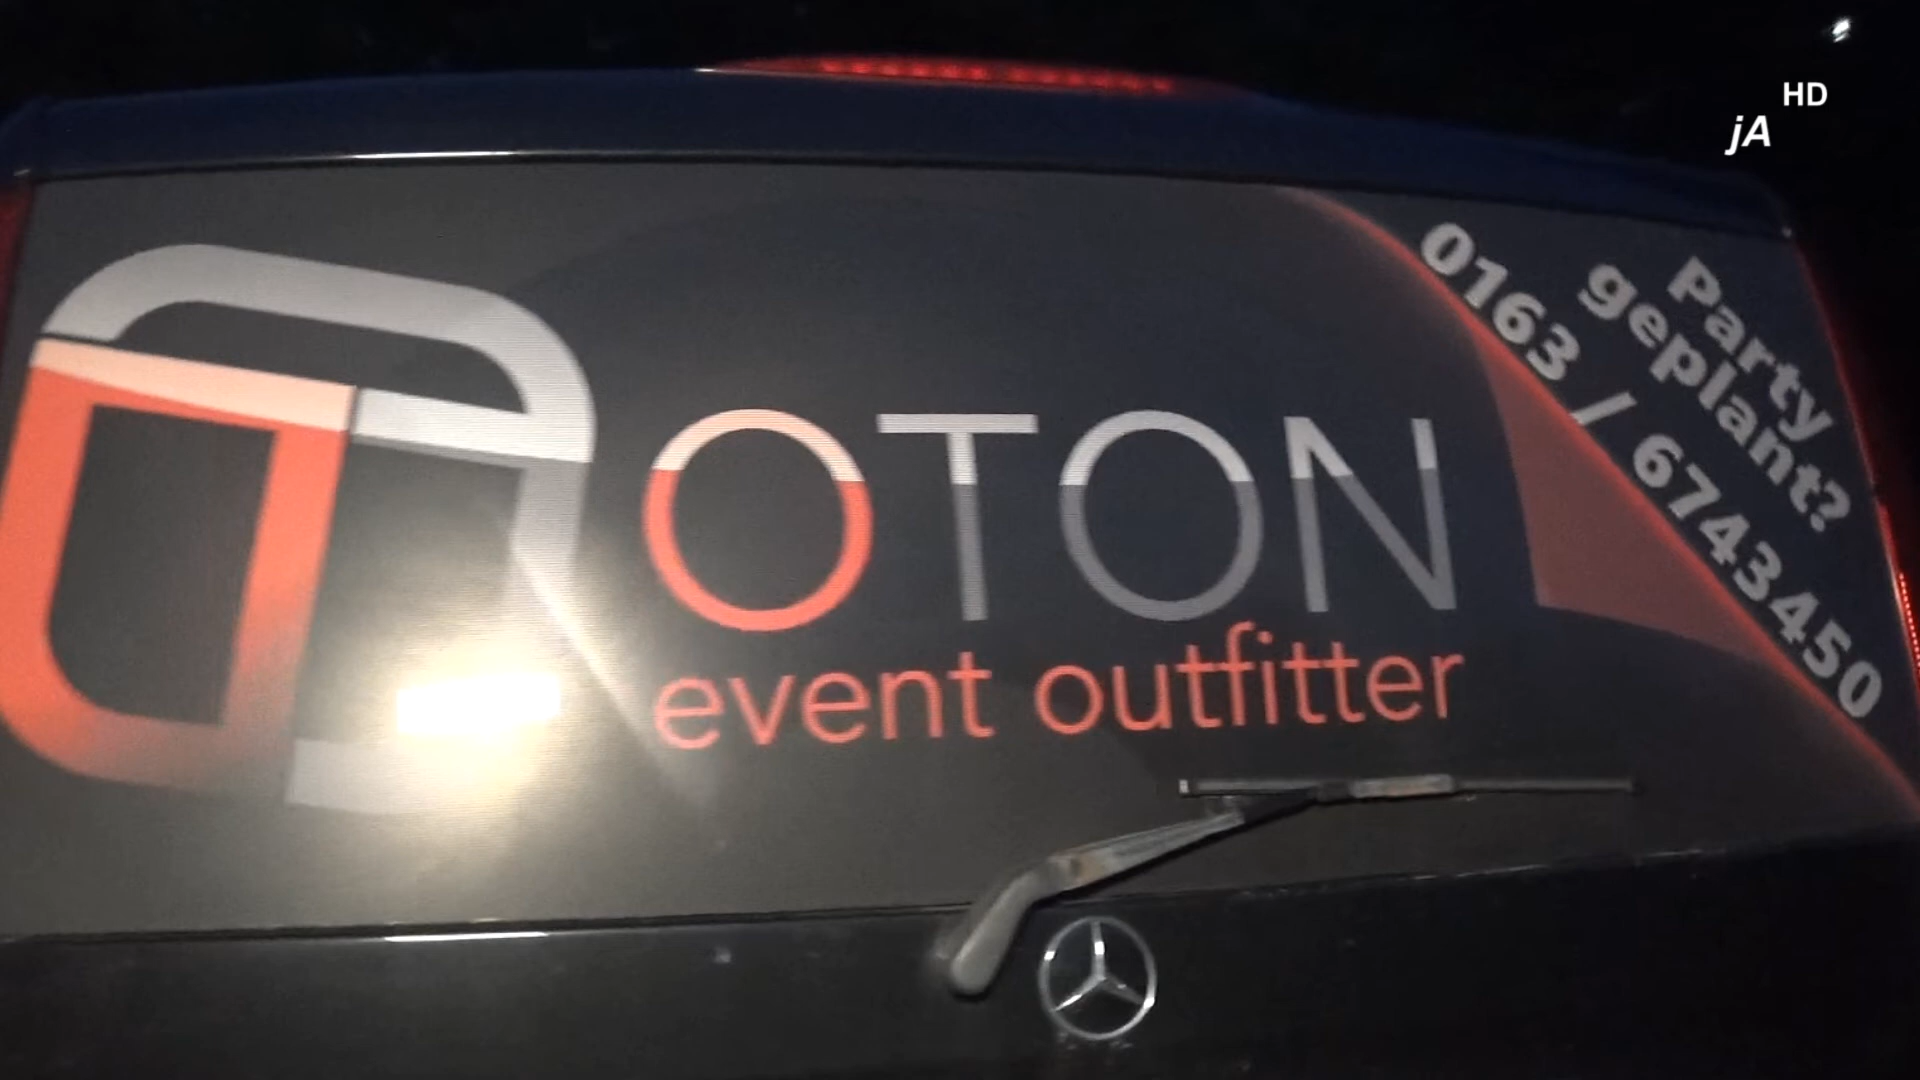 HD
jA
OTON
event outfitter
Party
geplant?
0163 / 6743450